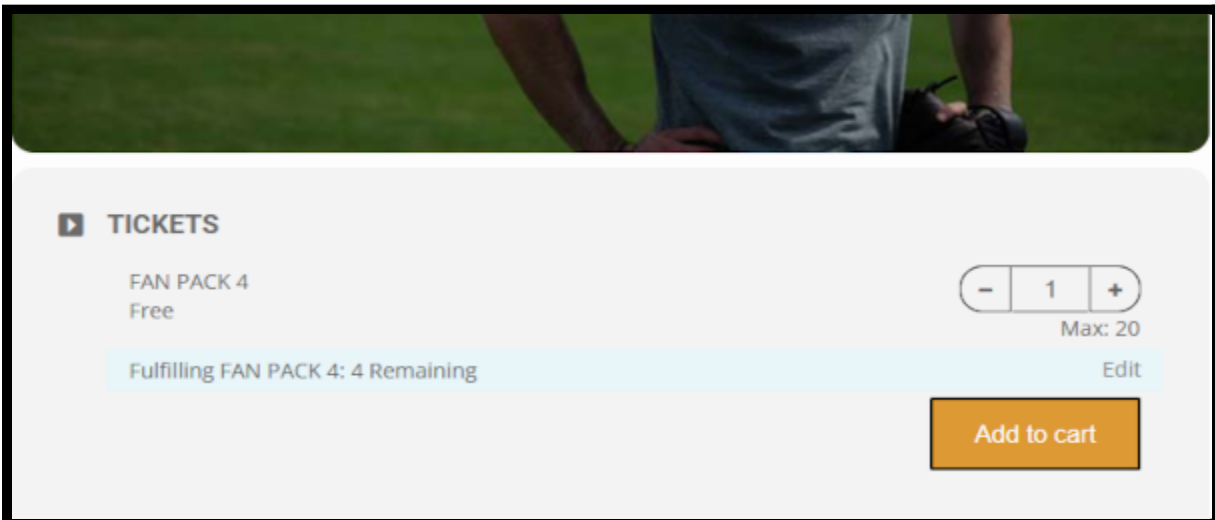 TICKETS
FAN PACK 4
Free
- 1 +
Max: 20
Fulfilling FAN PACK 4: 4 Remaining
Edit
Add to cart